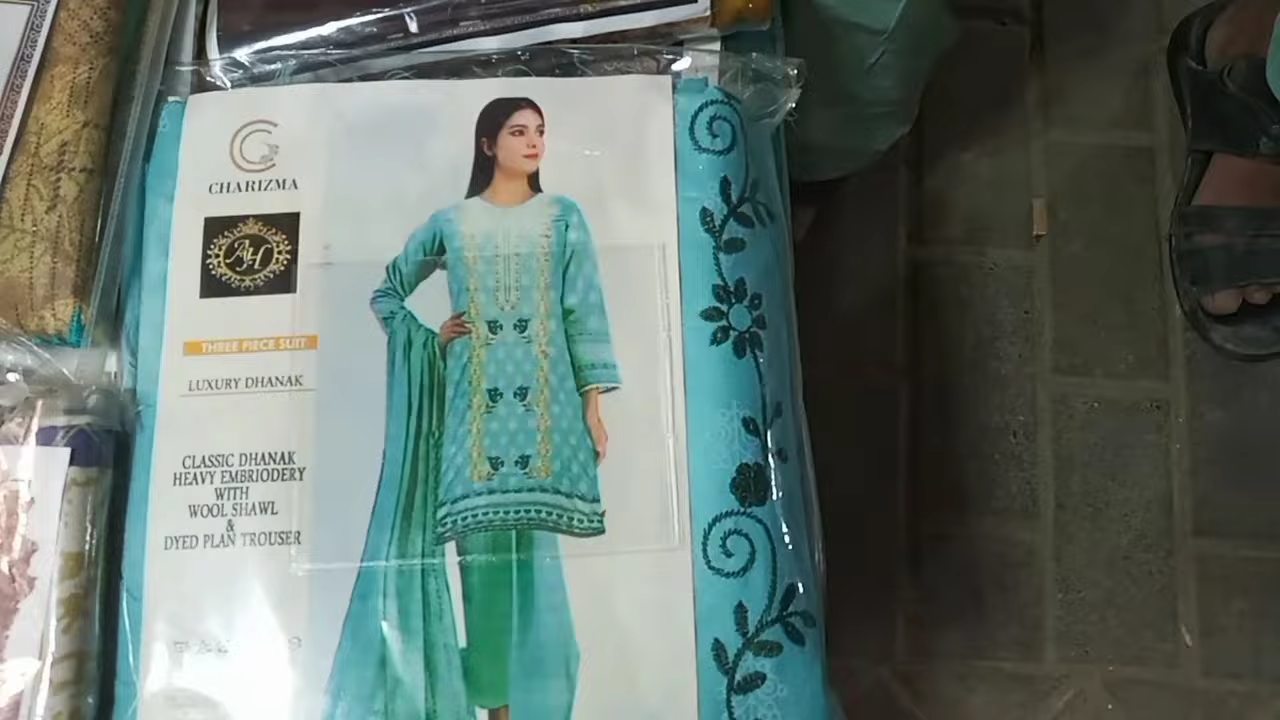 CHARIZMA
AH
THREE PIECE SUIT
LUXURY DHANAK
CLASSIC DHANAK
HEAVY EMBRIODERY
WITH
WOOL SHAWL
&
DYED PLAN TROUSER